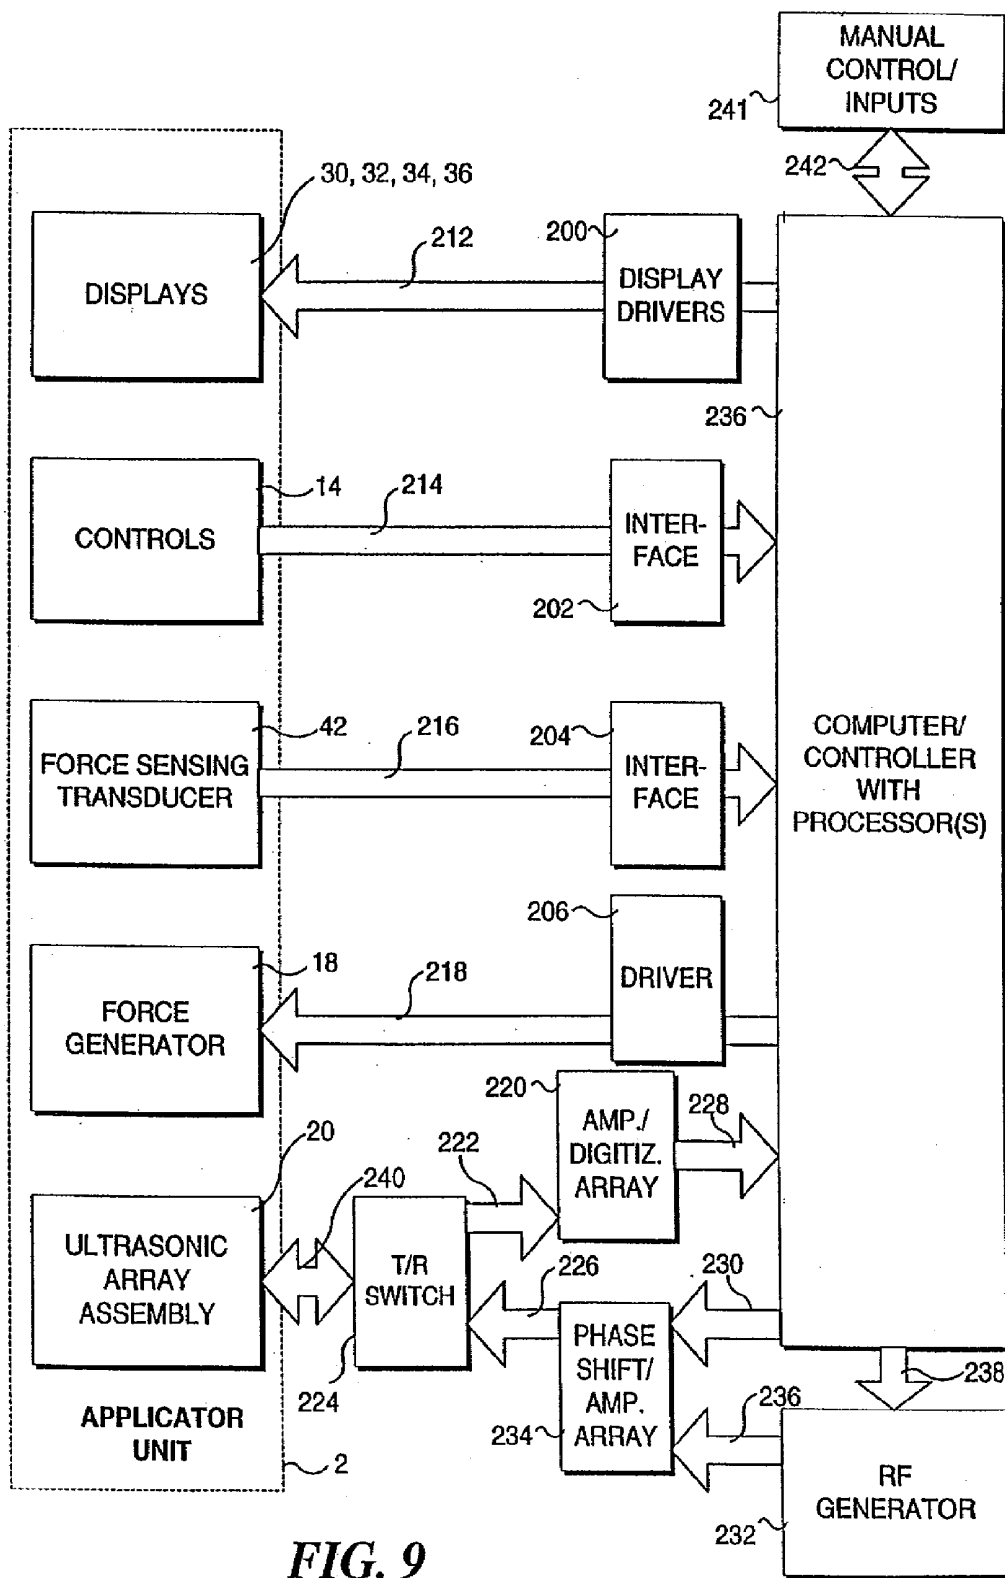 MANUAL
CONTROL/
INPUTS
241
242
30, 32, 34, 36
DISPLAYS
212
200
DISPLAY
DRIVERS
236
14
CONTROLS
214
INTER-
FACE
202
42
FORCE SENSING
TRANSDUCER
216
204
INTER-
FACE
COMPUTER/
CONTROLLER
WITH
PROCESSOR(S)
18
FORCE
GENERATOR
218
206
DRIVER
220
AMP./
DIGITIZ.
ARRAY
228
20
ULTRASONIC
ARRAY
ASSEMBLY
240
222
T/R
SWITCH
224
226
230
PHASE
SHIFT/
AMP.
ARRAY
234
236
238
APPLICATOR
UNIT
2
RF
GENERATOR
232
FIG. 9